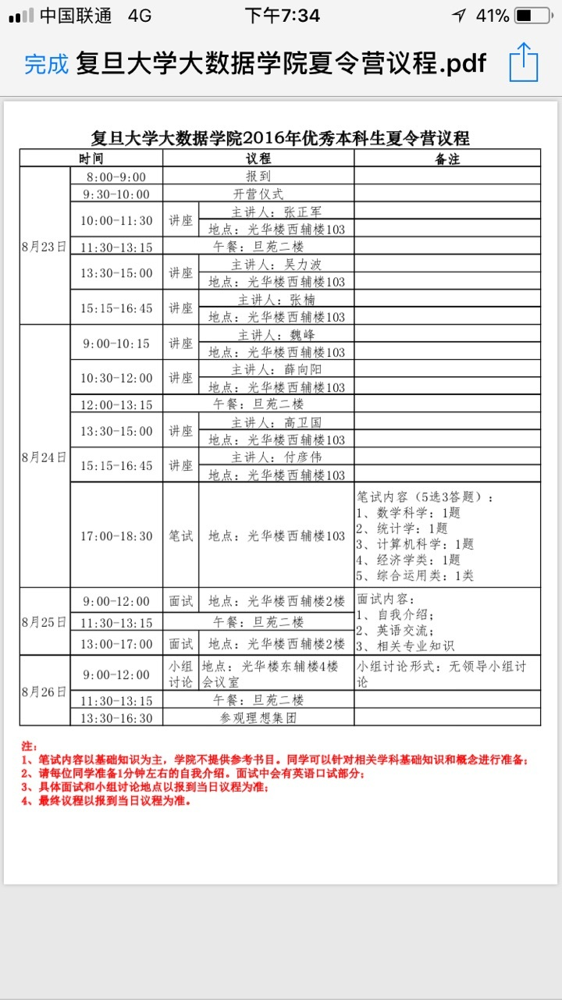 中国联通 4G 下午7:34 41%
完成 复旦大学大数据学院夏令营议程.pdf
复旦大学大数据学院2016年优秀本科生夏令营议程
时间 议程 备注
8月23日
8:00-9:00 报到
9:30-10:00 开营仪式
10:00-11:30 讲座 主讲人：张正军
地点：光华楼西辅楼103
11:30-13:15 午餐：旦苑二楼
13:30-15:00 讲座 主讲人：吴力波
地点：光华楼西辅楼103
15:15-16:45 讲座 主讲人：张楠
地点：光华楼西辅楼103
8月24日
9:00-10:15 讲座 主讲人：魏峰
地点：光华楼西辅楼103
10:30-12:00 讲座 主讲人：薛向阳
地点：光华楼西辅楼103
12:00-13:15 午餐：旦苑二楼
13:30-15:00 讲座 主讲人：高卫国
地点：光华楼西辅楼103
15:15-16:45 讲座 主讲人：付彦伟
地点：光华楼西辅楼103
17:00-18:30 笔试 地点：光华楼西辅楼103
笔试内容（5选3答题）：
1、数学科学：1题
2、统计学：1题
3、计算机科学：1题
4、经济学类：1题
5、综合运用类：1类
8月25日
9:00-12:00 面试 地点：光华楼西辅楼2楼
11:30-13:15 午餐：旦苑二楼
13:00-17:00 面试 地点：光华楼西辅楼2楼
面试内容：
1、自我介绍；
2、英语交流；
3、相关专业知识
8月26日
9:00-12:00 小组讨论 地点：光华楼东辅楼4楼会议室
小组讨论形式：无领导小组讨论
11:30-13:15 午餐：旦苑二楼
13:30-16:30 参观理想集团
注：
1、笔试内容以基础知识为主，学院不提供参考书目。同学可以针对相关学科基础知识和概念进行准备；
2、请每位同学准备1分钟左右的自我介绍。面试中会有英语口试部分；
3、具体面试和小组讨论地点以报到当日议程为准；
4、最终议程以报到当日议程为准。